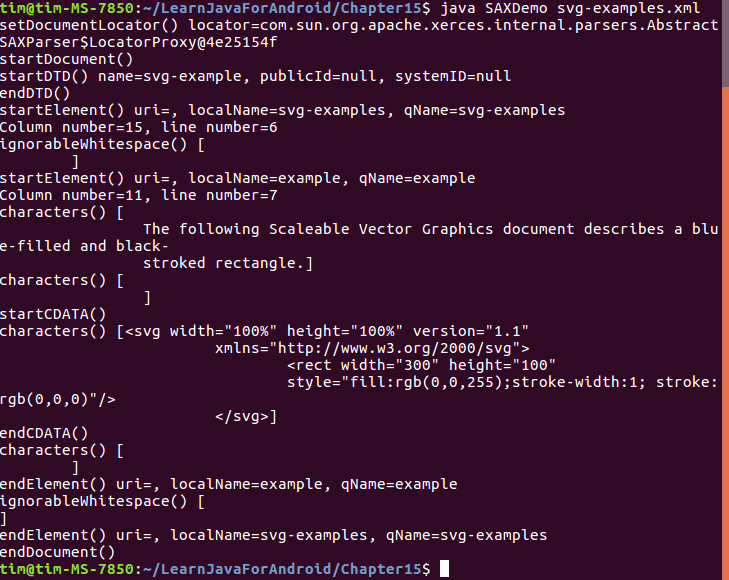 tim@tim-MS-7850:~/LearnJavaForAndroid/Chapter15$ java SAXDemo svg-examples.xml
setDocumentLocator() locator=com.sun.org.apache.xerces.internal.parsers.Abstract
SAXParser$LocatorProxy@4e25154f
startDocument()
startDTD() name=svg-example, publicId=null, systemID=null
endDTD()
startElement() uri=, localName=svg-examples, qName=svg-examples
Column number=15, line number=6
ignorableWhitespace() [
        ]
startElement() uri=, localName=example, qName=example
Column number=11, line number=7
characters() [
                The following Scaleable Vector Graphics document describes a blu
e-filled and black-
                stroked rectangle.]
characters() [
                ]
startCDATA()
characters() [<svg width="100%" height="100%" version="1.1"
                        xmlns="http://www.w3.org/2000/svg">
                                <rect width="300" height="100"
                                style="fill:rgb(0,0,255);stroke-width:1; stroke:
rgb(0,0,0)"/>
                        </svg>]
endCDATA()
characters() [
        ]
endElement() uri=, localName=example, qName=example
ignorableWhitespace() [
]
endElement() uri=, localName=svg-examples, qName=svg-examples
endDocument()
tim@tim-MS-7850:~/LearnJavaForAndroid/Chapter15$